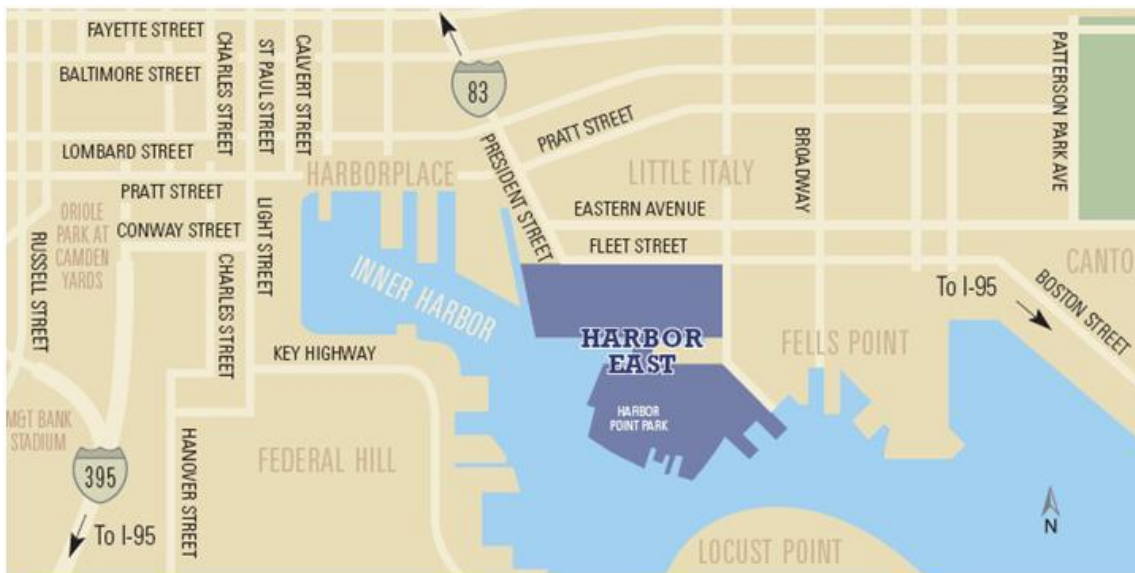 FAYETTE STREET
BALTIMORE STREET
LOMBARD STREET
PRATT STREET
CONWAY STREET
CHARLES STREET
ST PAUL STREET
CALVERT STREET
83
PRESIDENT STREET
PRATT STREET
HARBORPLACE
LITTLE ITALY
BROADWAY
PATTERSON PARK AVE
EASTERN AVENUE
FLEET STREET
ORIOLE
PARK AT
CAMDEN
YARDS
RUSSELL STREET
CHARLES STREET
LIGHT STREET
INNER HARBOR
KEY HIGHWAY
HARBOR
EAST
HARBOR
POINT PARK
FELLS POINT
CANTO
To I-95
BOSTON STREET
M&T BANK
STADIUM
395
To I-95
HANOVER STREET
FEDERAL HILL
LOCUST POINT
N